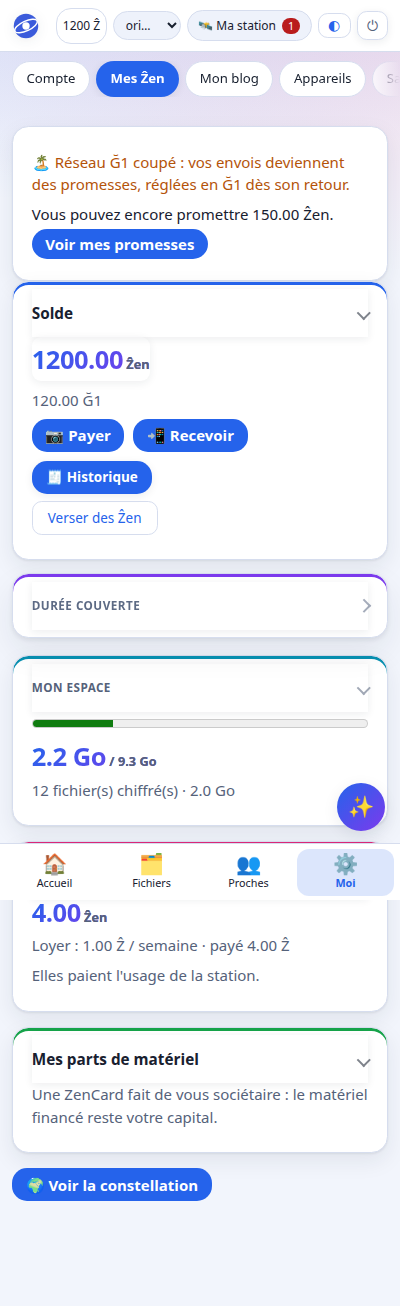 1200 Ẑ
ori...
🛰️ Ma station 1
Compte
Mes Ẑen
Mon blog
Appareils
🏝️ Réseau Ğ1 coupé : vos envois deviennent
des promesses, réglées en Ğ1 dès son retour.
Vous pouvez encore promettre 150.00 Ẑen.
Voir mes promesses
Solde
1200.00 Ẑen
120.00 Ğ1
📷 Payer
📲 Recevoir
🧾 Historique
Verser des Ẑen
DURÉE COUVERTE
MON ESPACE
2.2 Go / 9.3 Go
12 fichier(s) chiffré(s) · 2.0 Go
Accueil
Fichiers
Proches
Moi
4.00 Ẑen
Loyer : 1.00 Ẑ / semaine · payé 4.00 Ẑ
Elles paient l'usage de la station.
Mes parts de matériel
Une ZenCard fait de vous sociétaire : le matériel
financé reste votre capital.
🌍 Voir la constellation